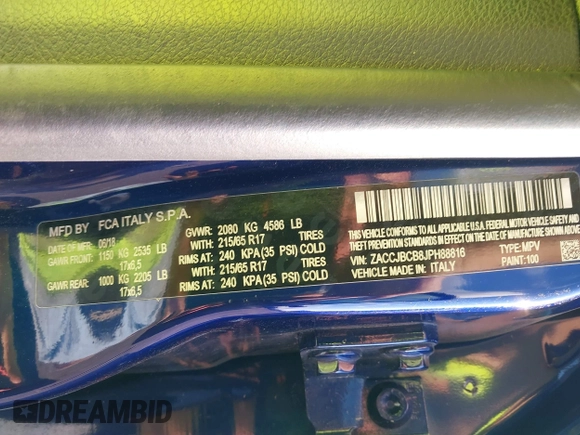 MFD BY FCA ITALY S.P.A.
DATE OF MFG 06/18 GVWR: 2080 KG 4586 LB
GAWR FRONT: 1150 KG 2535 LB WITH: 215/65 R17 TIRES
17x6,5 RIMS AT: 240 KPA(35 PSI) COLD
GAWR REAR: 1000 KG 2205 LB WITH: 215/65 R17 TIRES
17x6,5 RIMS AT: 240 KPA(35 PSI) COLD
THIS VEHICLE CONFORMS TO ALL APPLICABLE U.S.A. FEDERAL MOTOR
VEHICLE SAFETY, BUMPER, AND THEFT PREVENTION STANDARDS
IN EFFECT ON THE DATE OF MANUFACTURE SHOWN ABOVE.
VIN: ZACCJBCB8JPH88816 TYPE: MPV
VEHICLE MADE IN: ITALY PAINT: 100
DREAMBID